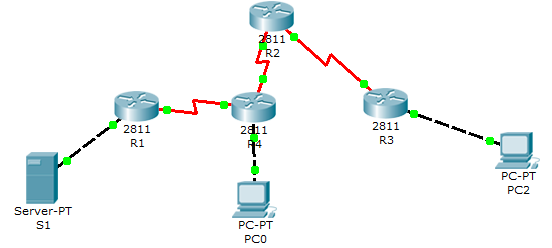 2811
R2
2811
R1
2811
R4
2811
R3
Server-PT
S1
PC-PT
PC0
PC-PT
PC2